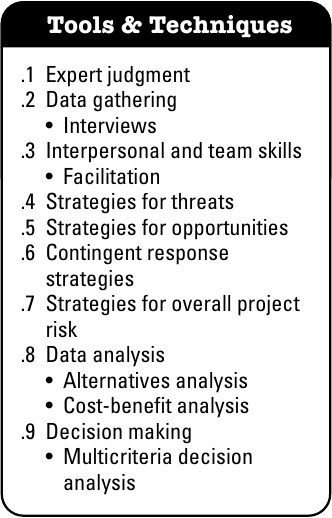 Tools & Techniques
.1 Expert judgment
.2 Data gathering
• Interviews
.3 Interpersonal and team skills
• Facilitation
.4 Strategies for threats
.5 Strategies for opportunities
.6 Contingent response
strategies
.7 Strategies for overall project
risk
.8 Data analysis
• Alternatives analysis
• Cost-benefit analysis
.9 Decision making
• Multicriteria decision
analysis